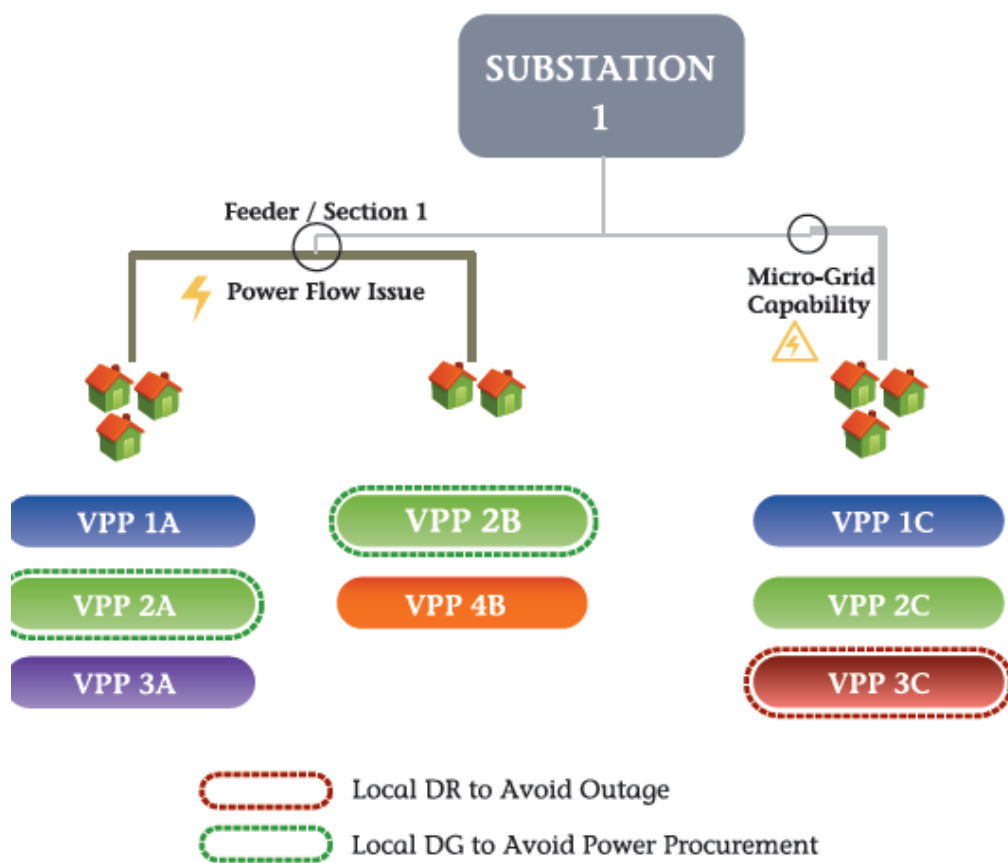 SUBSTATION
1
Feeder / Section 1
Power Flow Issue
Micro-Grid
Capability
VPP 1A
VPP 2B
VPP 1C
VPP 2A
VPP 4B
VPP 2C
VPP 3A
VPP 3C
Local DR to Avoid Outage
Local DG to Avoid Power Procurement